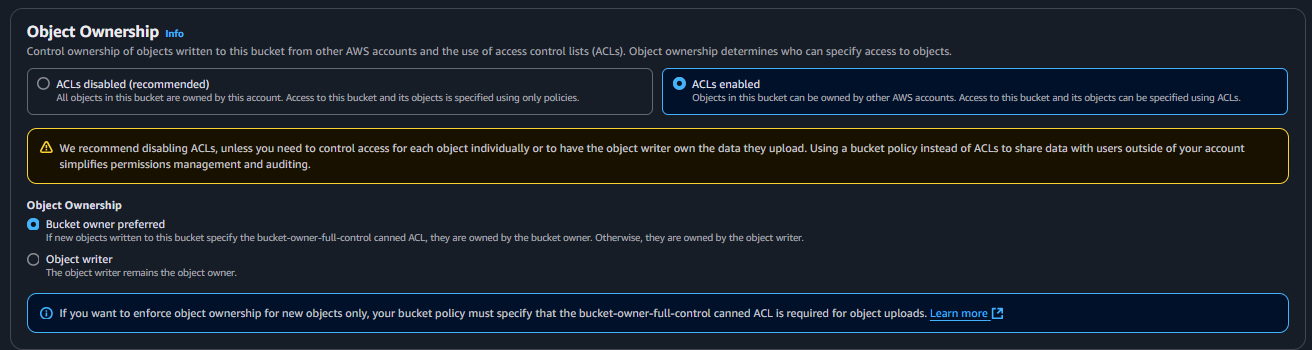 Object Ownership Info
Control ownership of objects written to this bucket from other AWS accounts and the use of access control lists (ACLs). Object ownership determines who can specify access to objects.
ACLs disabled (recommended)
All objects in this bucket are owned by this account. Access to this bucket and its objects is specified using only policies.
ACLs enabled
Objects in this bucket can be owned by other AWS accounts. Access to this bucket and its objects can be specified using ACLs.
We recommend disabling ACLs, unless you need to control access for each object individually or to have the object writer own the data they upload. Using a bucket policy instead of ACLs to share data with users outside of your account
simplifies permissions management and auditing.
Object Ownership
Bucket owner preferred
If new objects written to this bucket specify the bucket-owner-full-control canned ACL, they are owned by the bucket owner. Otherwise, they are owned by the object writer.
Object writer
The object writer remains the object owner.
If you want to enforce object ownership for new objects only, your bucket policy must specify that the bucket-owner-full-control canned ACL is required for object uploads. Learn more